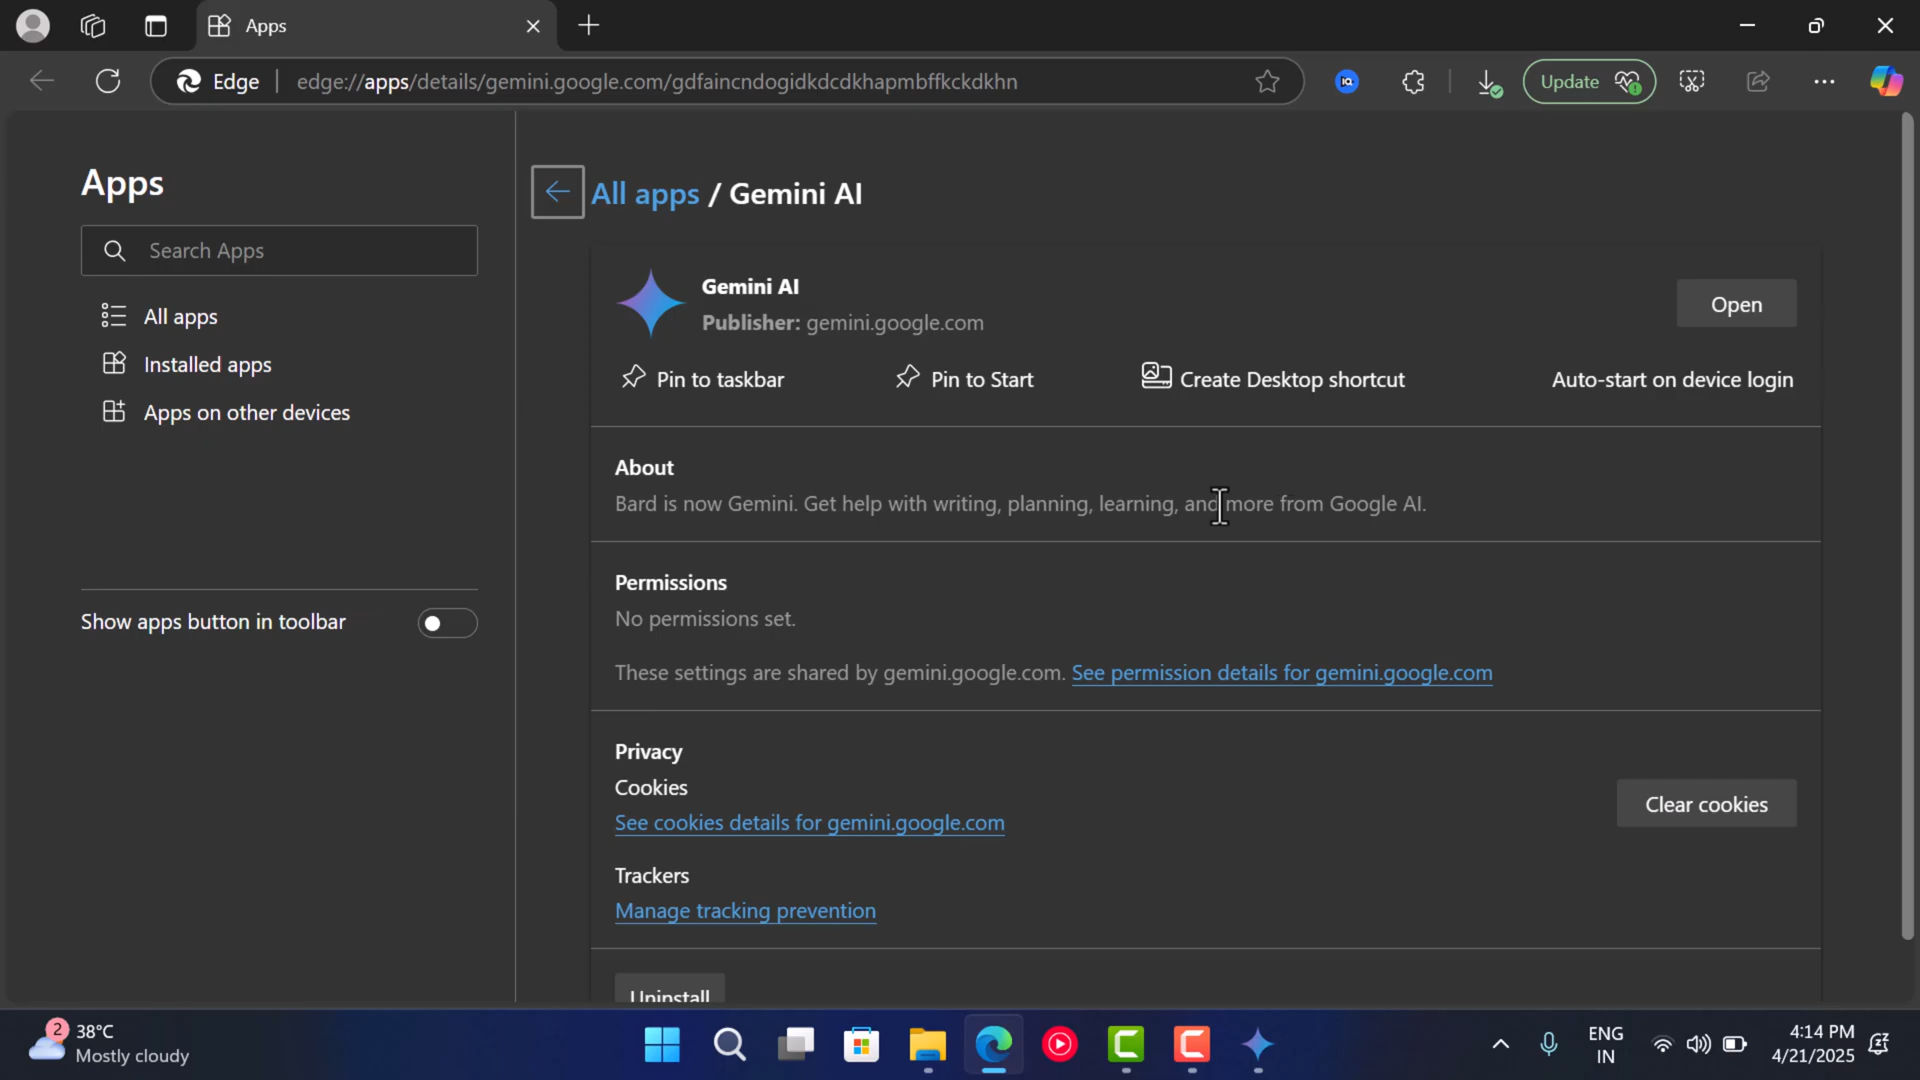 Apps
Edge
edge://apps/details/gemini.google.com/gdfaincndogidkdcdkhapmbffkckdkhn
Update
Apps
Search Apps
All apps
Installed apps
Apps on other devices
Show apps button in toolbar
All apps / Gemini AI
Gemini AI
Publisher: gemini.google.com
Open
Pin to taskbar
Pin to Start
Create Desktop shortcut
Auto-start on device login
About
Bard is now Gemini. Get help with writing, planning, learning, and more from Google AI.
Permissions
No permissions set.
These settings are shared by gemini.google.com. See permission details for gemini.google.com
Privacy
Cookies
See cookies details for gemini.google.com
Clear cookies
Trackers
Manage tracking prevention
Uninstall
2
38°C
Mostly cloudy
ENG
IN
4:14 PM
4/21/2025